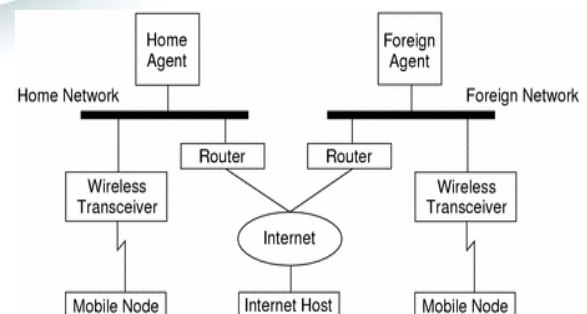 Home
Agent
Foreign
Agent
Home Network
Foreign Network
Router
Router
Wireless
Transceiver
Wireless
Transceiver
Internet
Mobile Node
Internet Host
Mobile Node